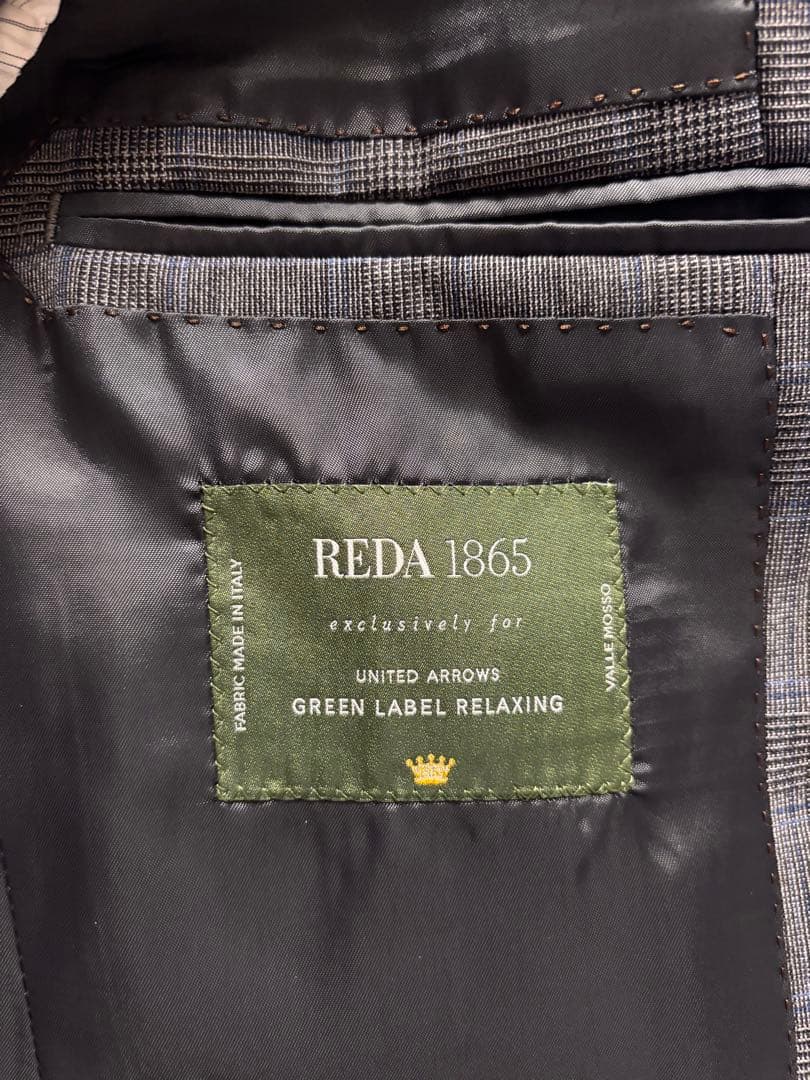 REDA 1865
exclusively for
UNITED ARROWS
GREEN LABEL RELAXING
FABRIC MADE IN ITALY
VALLE MOSSO